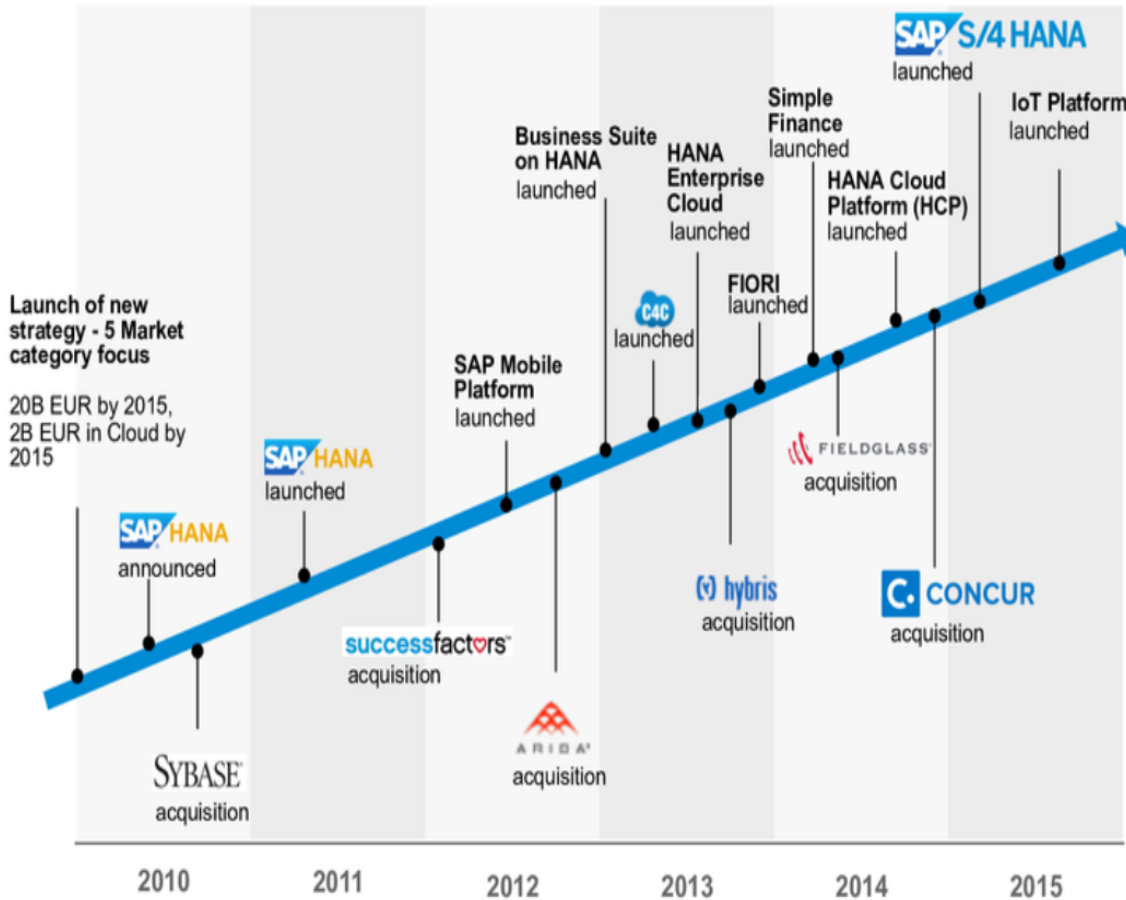 SAP S/4 HANA
launched
Simple
Finance
launched
IoT Platform
launched
Business Suite
on HANA
launched
HANA
Enterprise
Cloud
launched
HANA Cloud
Platform (HCP)
launched
Launch of new
strategy - 5 Market
category focus
20B EUR by 2015,
2B EUR in Cloud by
2015
C4C
launched
FIORI
launched
SAP Mobile
Platform
launched
SAP HANA
launched
SAP HANA
announced
FIELDGLASS
acquisition
hybris
acquisition
C. CONCUR
acquisition
successfactors™
acquisition
ARIBA
acquisition
SYBASE
acquisition
2010
2011
2012
2013
2014
2015